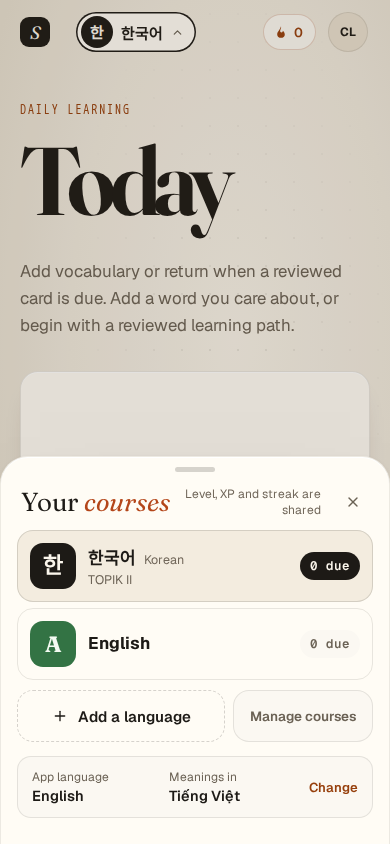 S
한 한국어
0
CL
DAILY LEARNING
Today
Add vocabulary or return when a reviewed
card is due. Add a word you care about, or
begin with a reviewed learning path.
Your courses
Level, XP and streak are
shared
한
한국어 Korean
TOPIK II
0 due
A
English
0 due
+ Add a language
Manage courses
App language
English
Meanings in
Tiếng Việt
Change